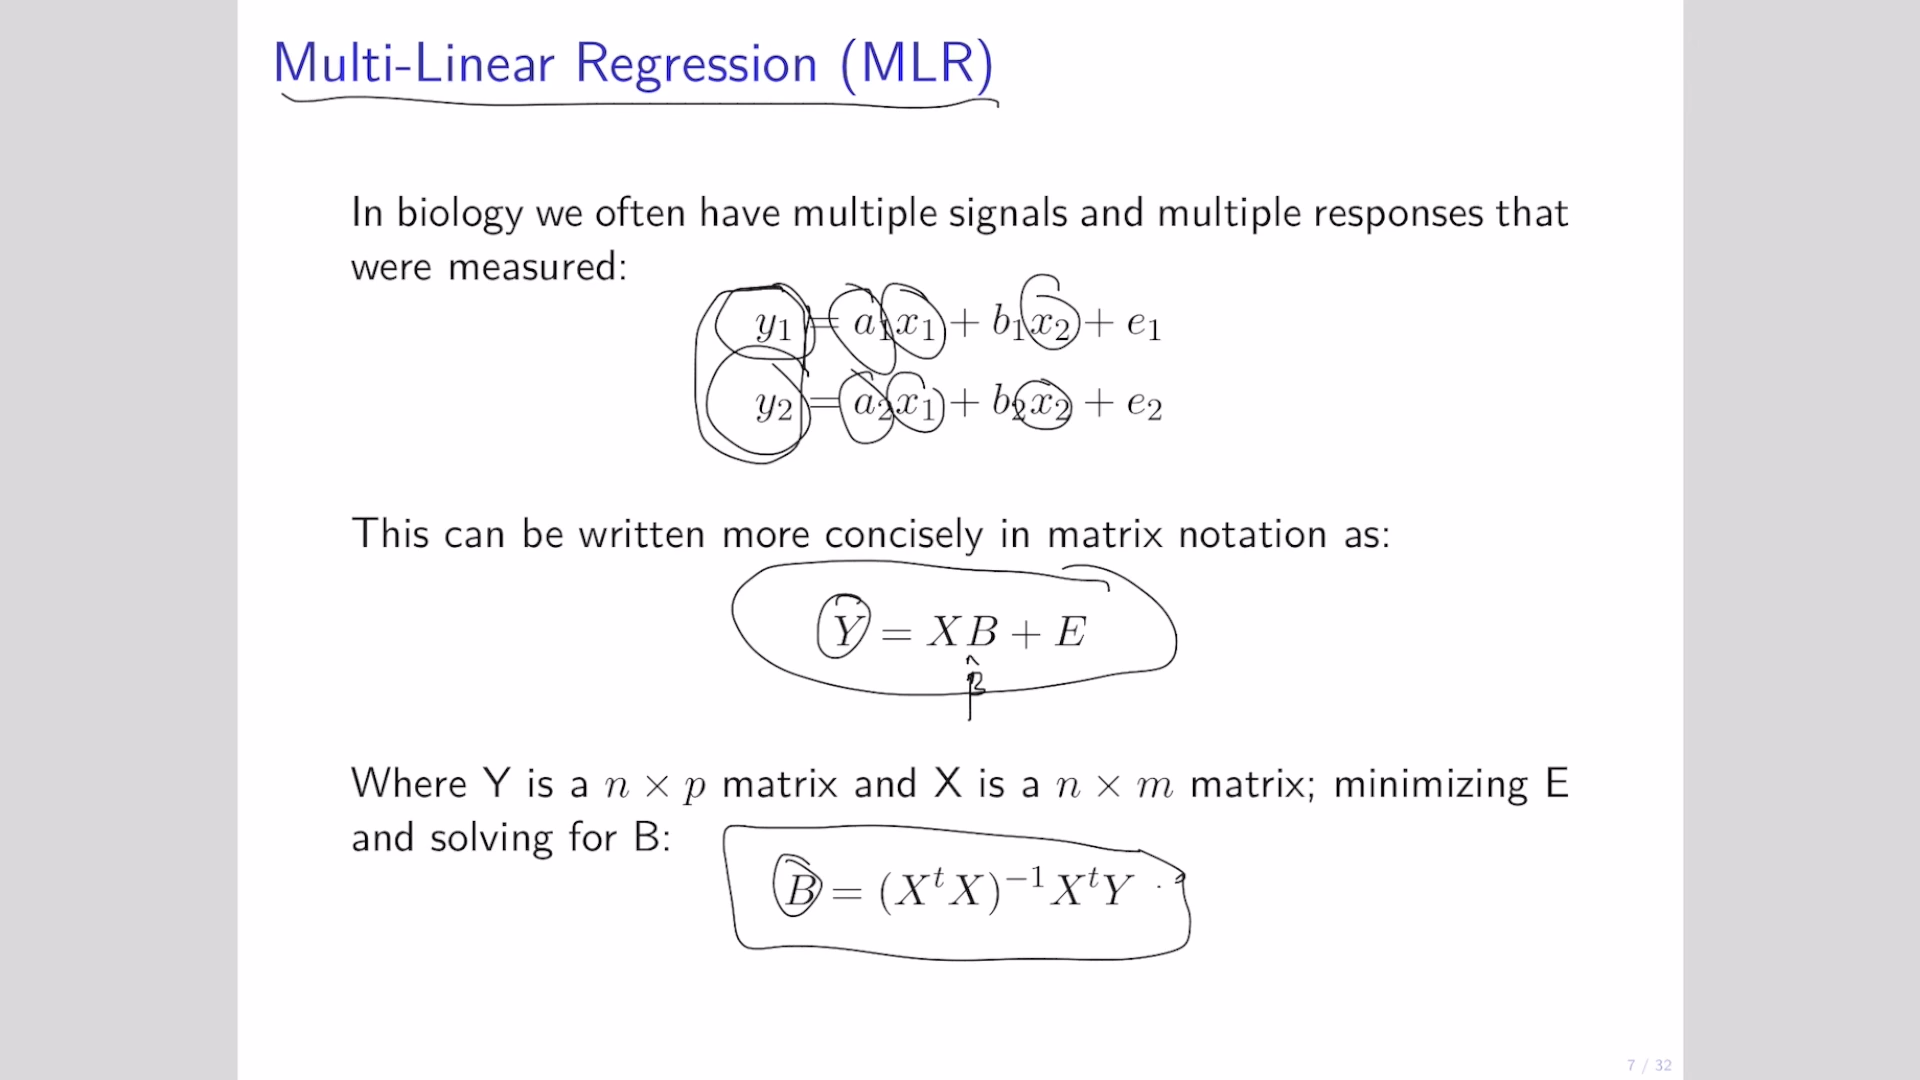 Multi-Linear Regression (MLR)
In biology we often have multiple signals and multiple responses that
were measured:
y₁ = a₁x₁ + b₁x₂ + e₁
y₂ = a₂x₁ + b₂x₂ + e₂
This can be written more concisely in matrix notation as:
Y = XB + E
Where Y is a n × p matrix and X is a n × m matrix; minimizing E
and solving for B:
B = (XᵗX)⁻¹XᵗY
7 / 32